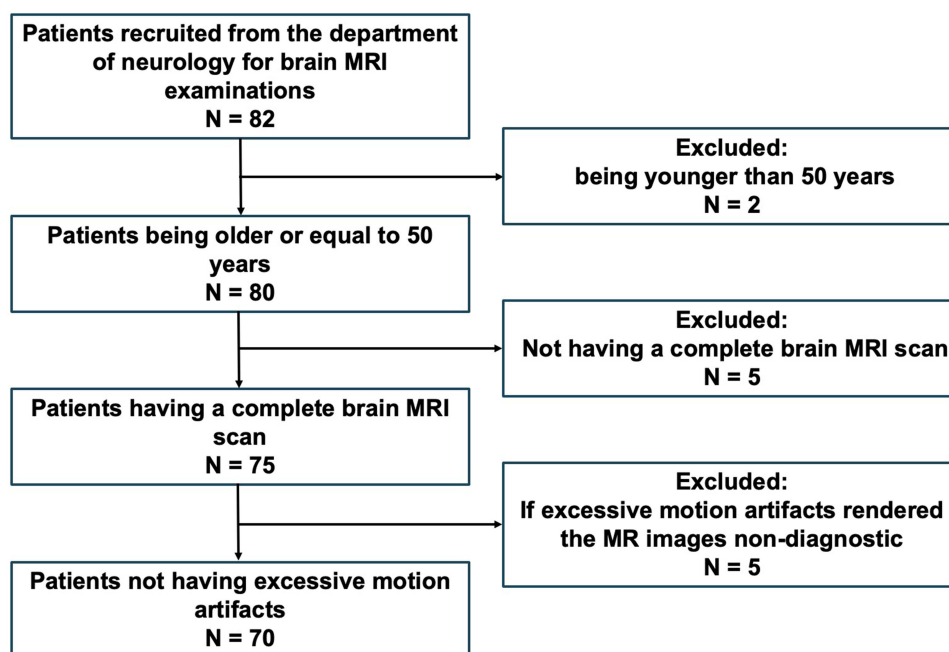 Patients recruited from the department
of neurology for brain MRI
examinations
N = 82
Excluded:
being younger than 50 years
N = 2
Patients being older or equal to 50
years
N = 80
Excluded:
Not having a complete brain MRI scan
N = 5
Patients having a complete brain MRI
scan
N = 75
Excluded:
If excessive motion artifacts rendered
the MR images non-diagnostic
N = 5
Patients not having excessive motion
artifacts
N = 70